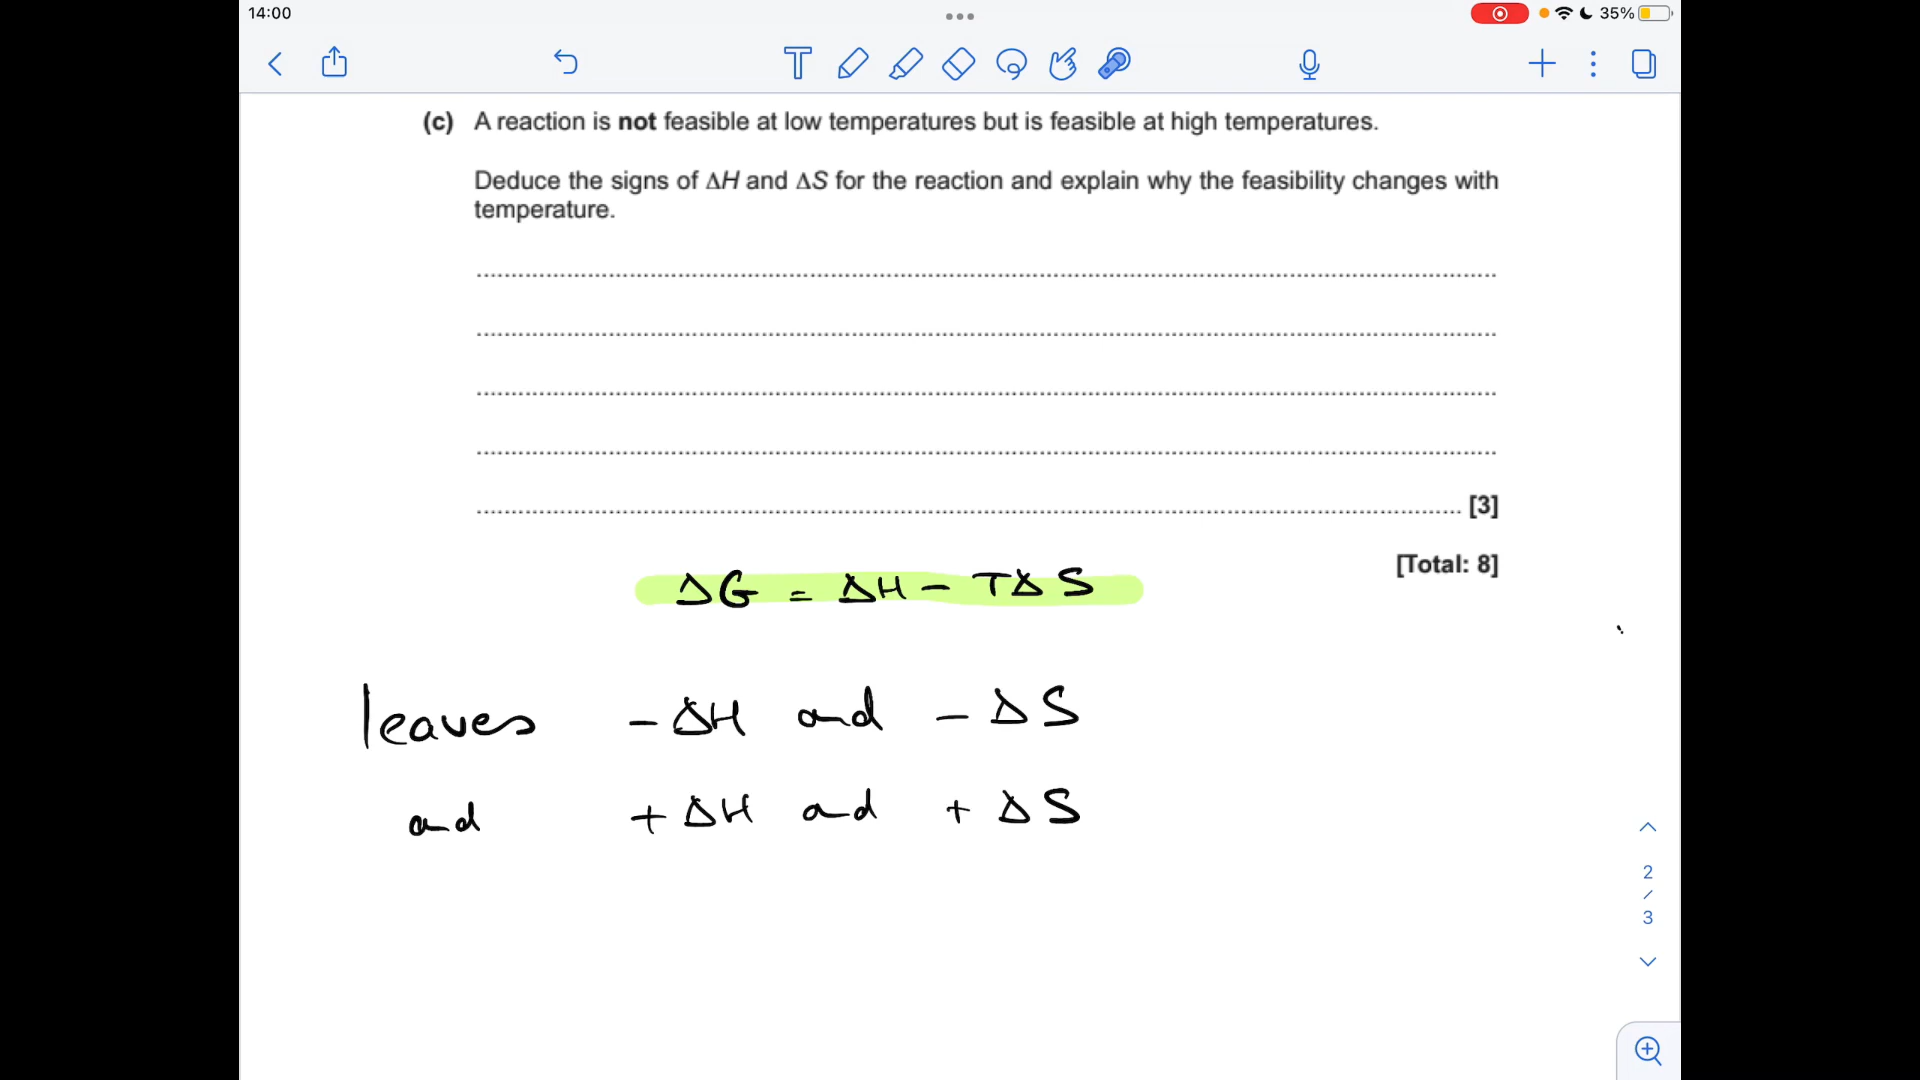 14:00
35%
(c) A reaction is not feasible at low temperatures but is feasible at high temperatures.
Deduce the signs of ΔH and ΔS for the reaction and explain why the feasibility changes with
temperature.
[3]
[Total: 8]
ΔG = ΔH - TΔS
leaves - ΔH and - ΔS
and + ΔH and + ΔS
2
/
3